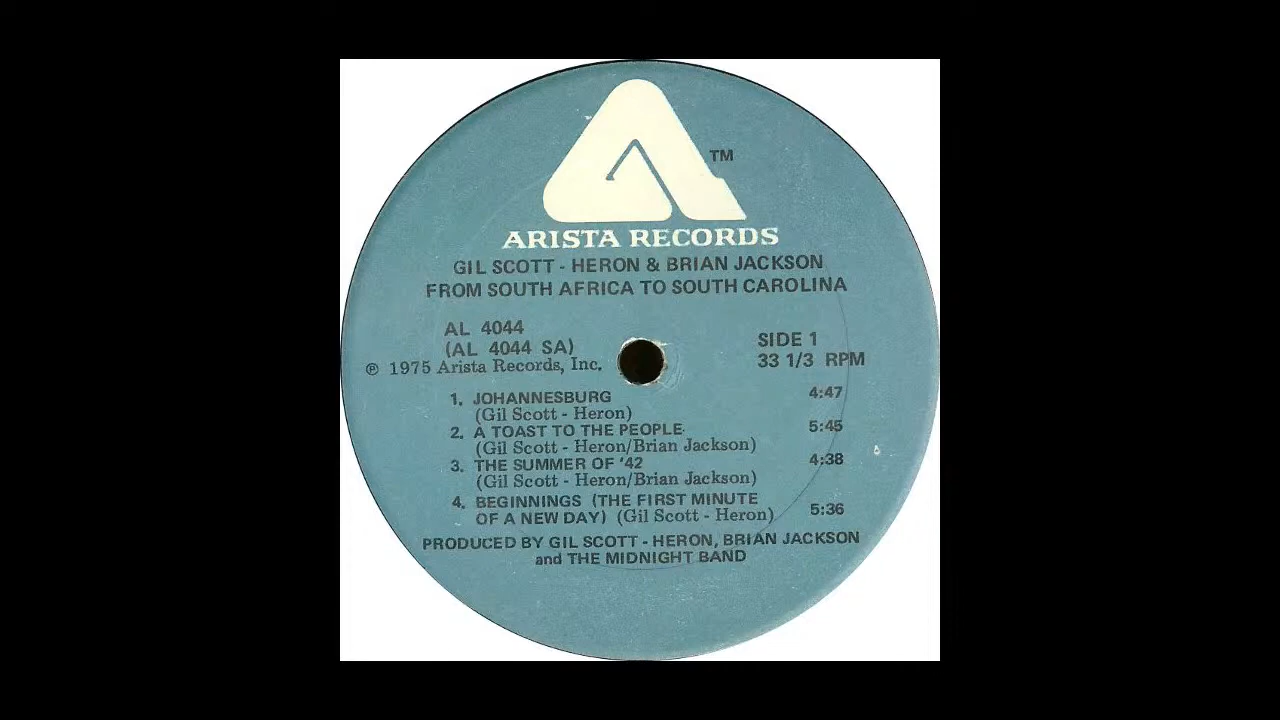 TM
ARISTA RECORDS
GIL SCOTT - HERON & BRIAN JACKSON
FROM SOUTH AFRICA TO SOUTH CAROLINA
AL 4044
(AL 4044 SA)
℗ 1975 Arista Records, Inc.
SIDE 1
33 1/3 RPM
1. JOHANNESBURG 4:47
(Gil Scott - Heron)
2. A TOAST TO THE PEOPLE 5:45
(Gil Scott - Heron/Brian Jackson)
3. THE SUMMER OF '42 4:38
(Gil Scott - Heron/Brian Jackson)
4. BEGINNINGS (THE FIRST MINUTE
OF A NEW DAY) (Gil Scott - Heron) 5:36
PRODUCED BY GIL SCOTT - HERON, BRIAN JACKSON
and THE MIDNIGHT BAND